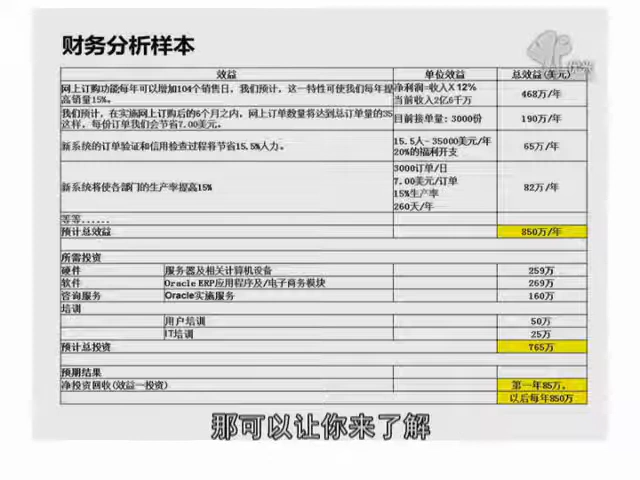 财务分析样本
效益 单位效益 总效益(美元)
网上订购功能每年可以增加104个销售日，我们预计，这一特性可使我们每年提
高销量15%。
净利润=收入X 12%
当前收入2亿6千万
468万/年
我们预计，在实施网上订购后的6个月之内，网上订单数量将达到总订单量的35
这样，每份订单我们会节省7.00美元。
目前接单量：3000份
190万/年
新系统的订单验证和信用检查过程将节省15.5%人力。
15.5人-35000美元/年
20%的福利开支
65万/年
新系统将使各部门的生产率提高15%
3000订单/日
7.00美元/订单
15%生产率
260天/年
82万/年
等等......
预计总效益 850万/年
所需投资
硬件 服务器及相关计算机设备 259万
软件 Oracle ERP应用程序及/电子商务模块 269万
咨询服务 Oracle实施服务 160万
培训
用户培训 50万
IT培训 25万
预计总投资 765万
预期结果
净投资回收(效益一投资) 第一年85万，
以后每年850万
那可以让你来了解